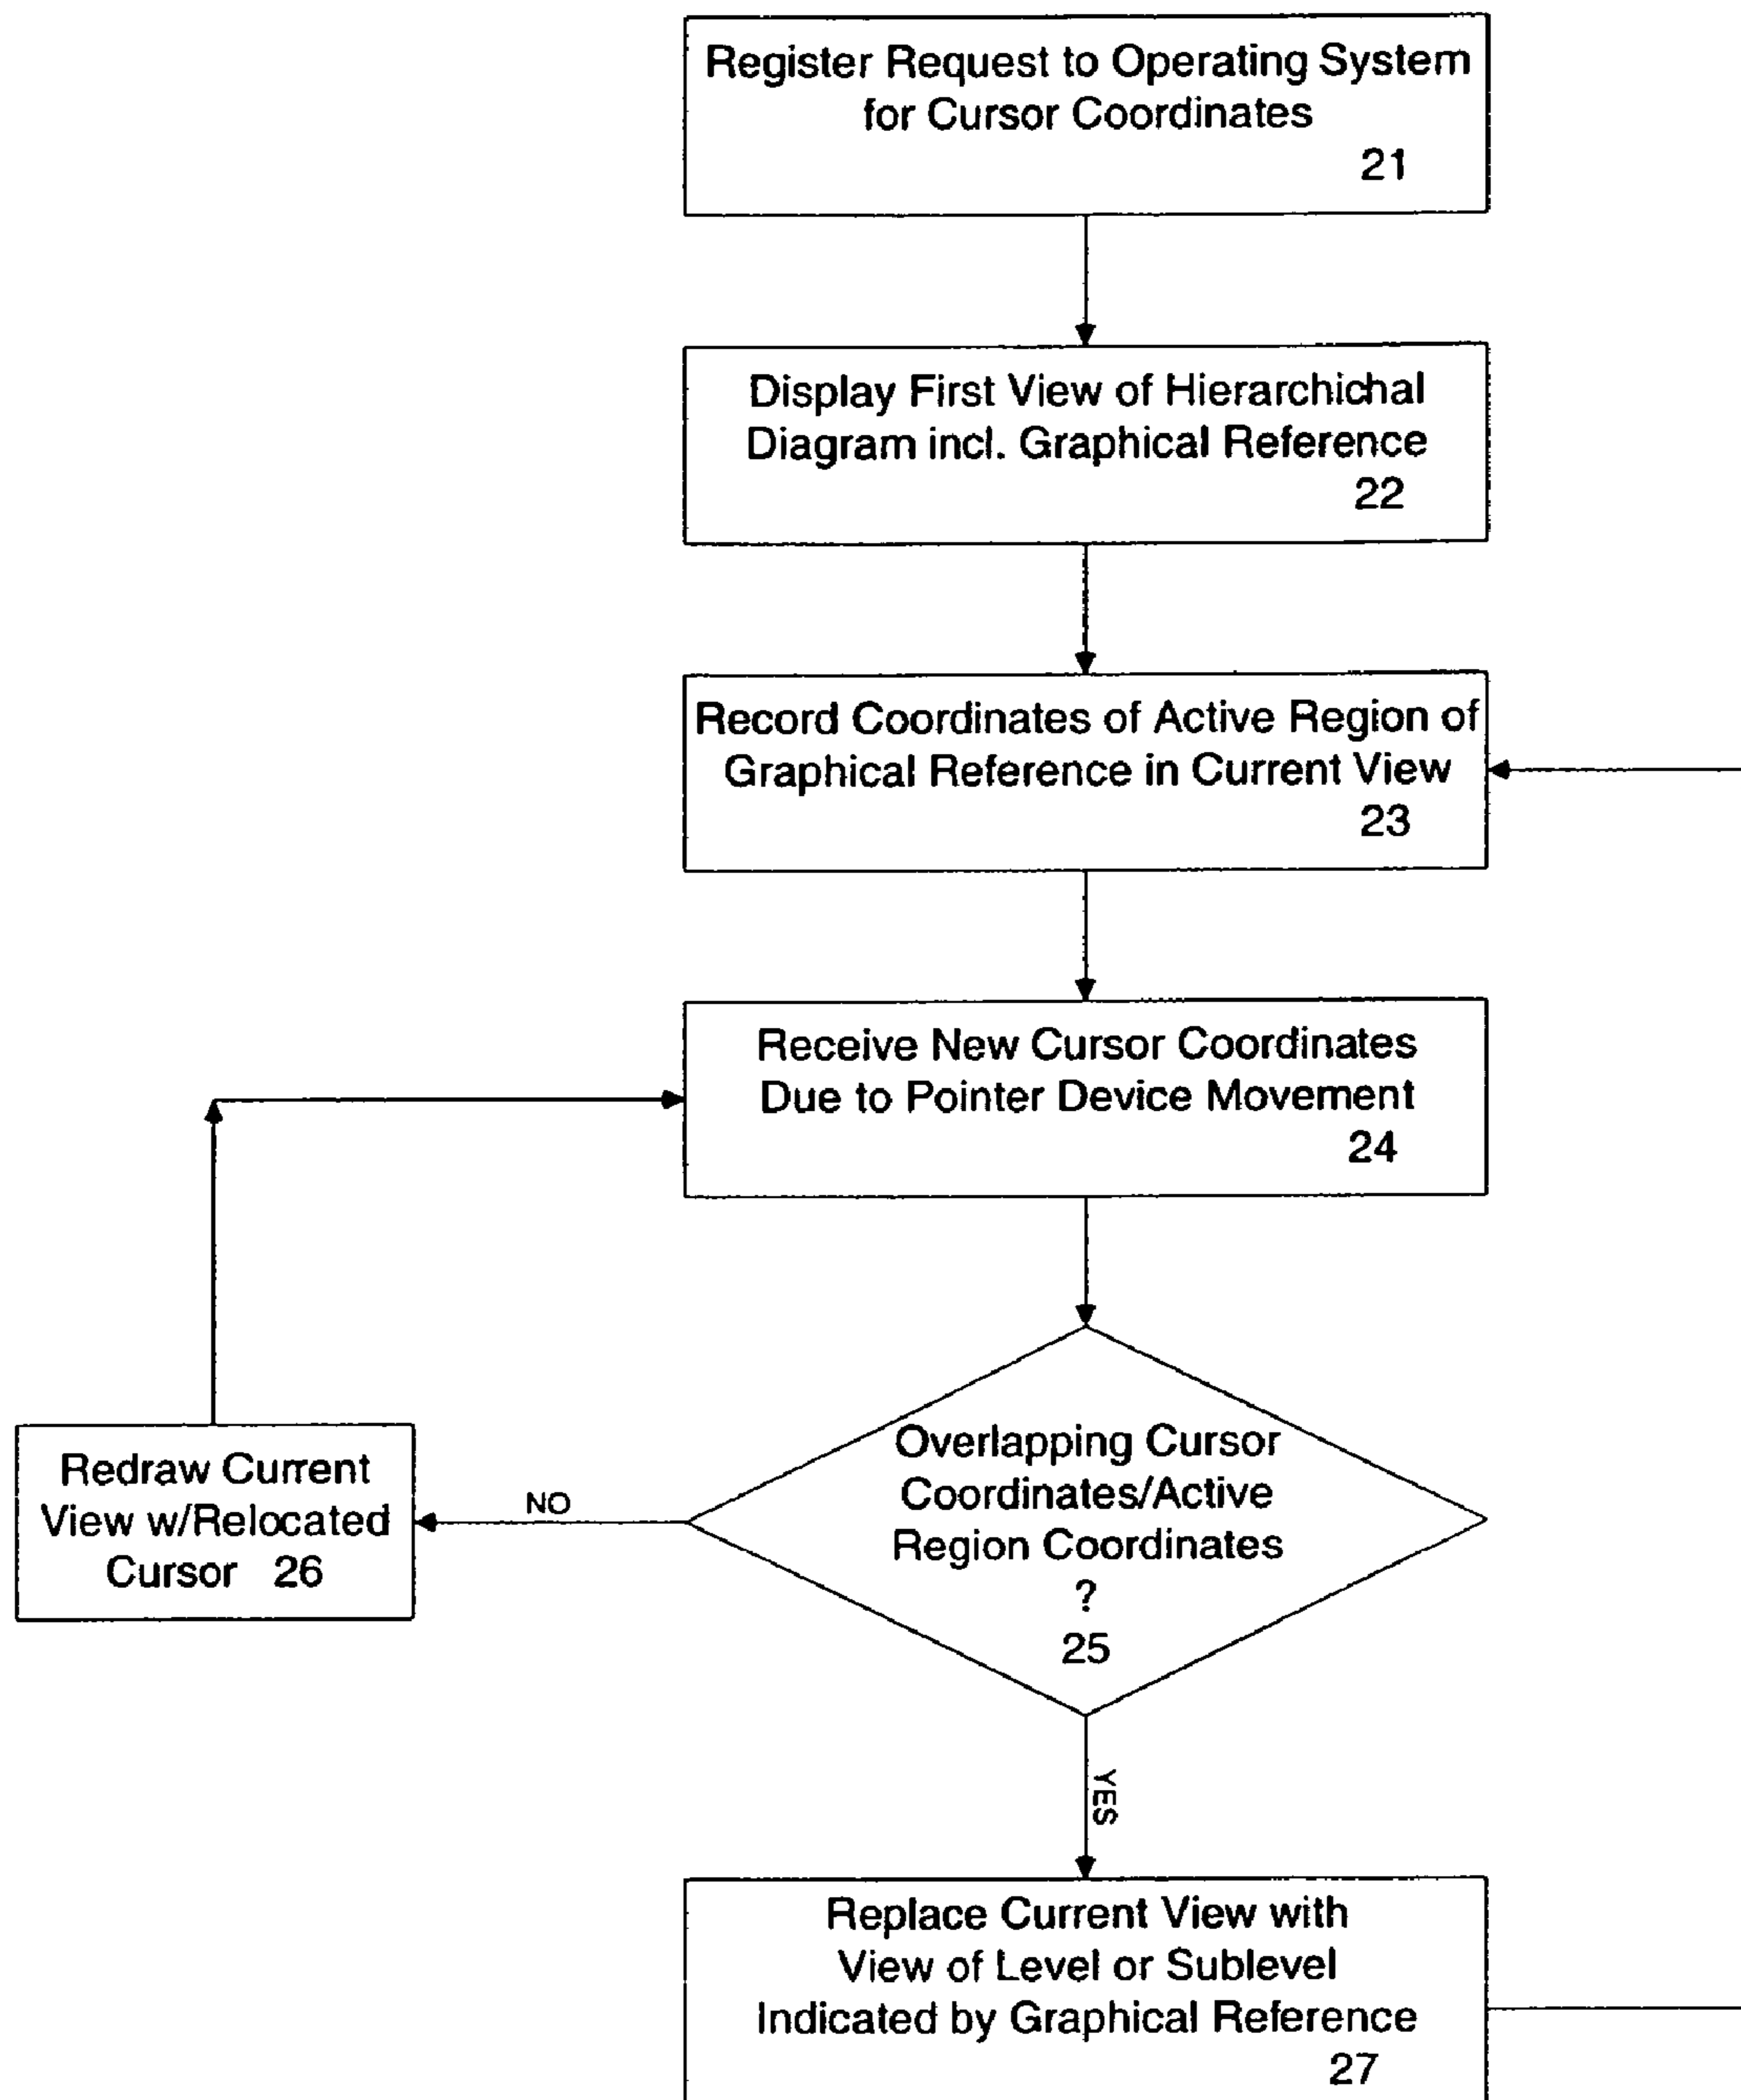 Register Request to Operating System
for Cursor Coordinates
21
Display First View of Hierarchichal
Diagram incl. Graphical Reference
22
Record Coordinates of Active Region of
Graphical Reference in Current View
23
Receive New Cursor Coordinates
Due to Pointer Device Movement
24
Overlapping Cursor
Coordinates/Active
Region Coordinates
?
25
NO
Redraw Current
View w/Relocated
Cursor 26
YES
Replace Current View with
View of Level or Sublevel
Indicated by Graphical Reference
27